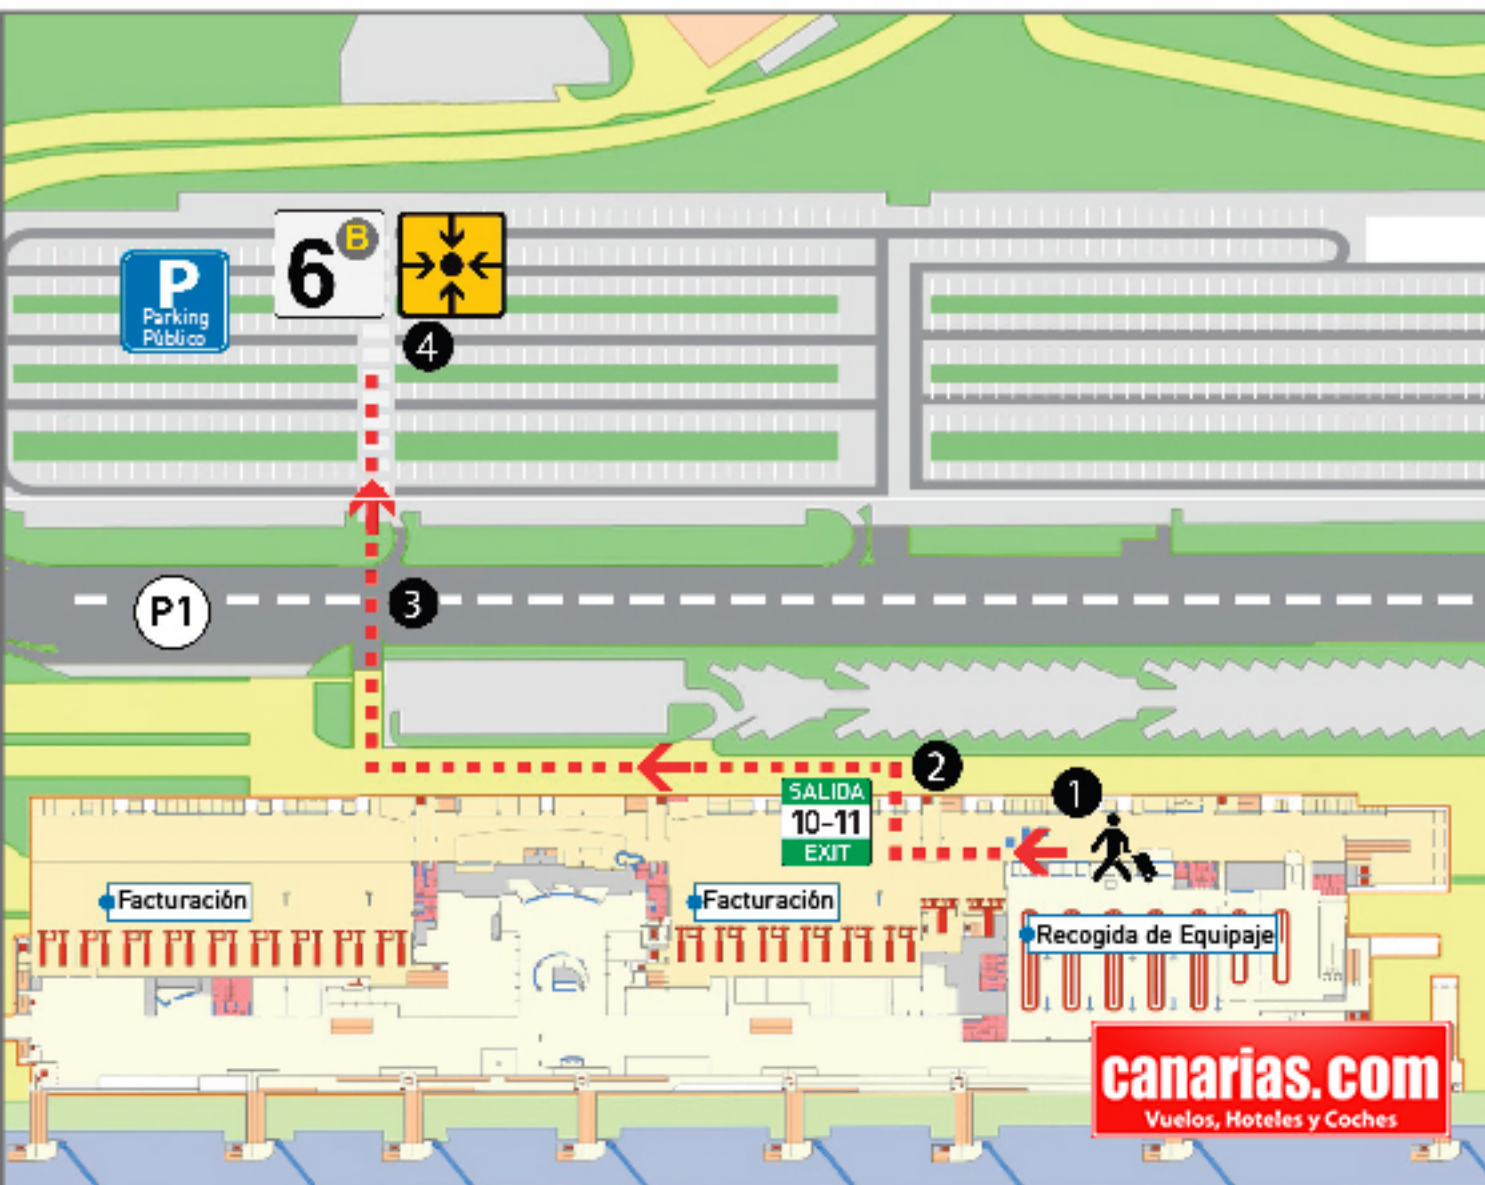 6 B
P
Parking
Público
4
P1
3
2
1
SALIDA
10-11
EXIT
Facturación
Facturación
Recogida de Equipaje
canarias.com
Vuelos, Hoteles y Coches